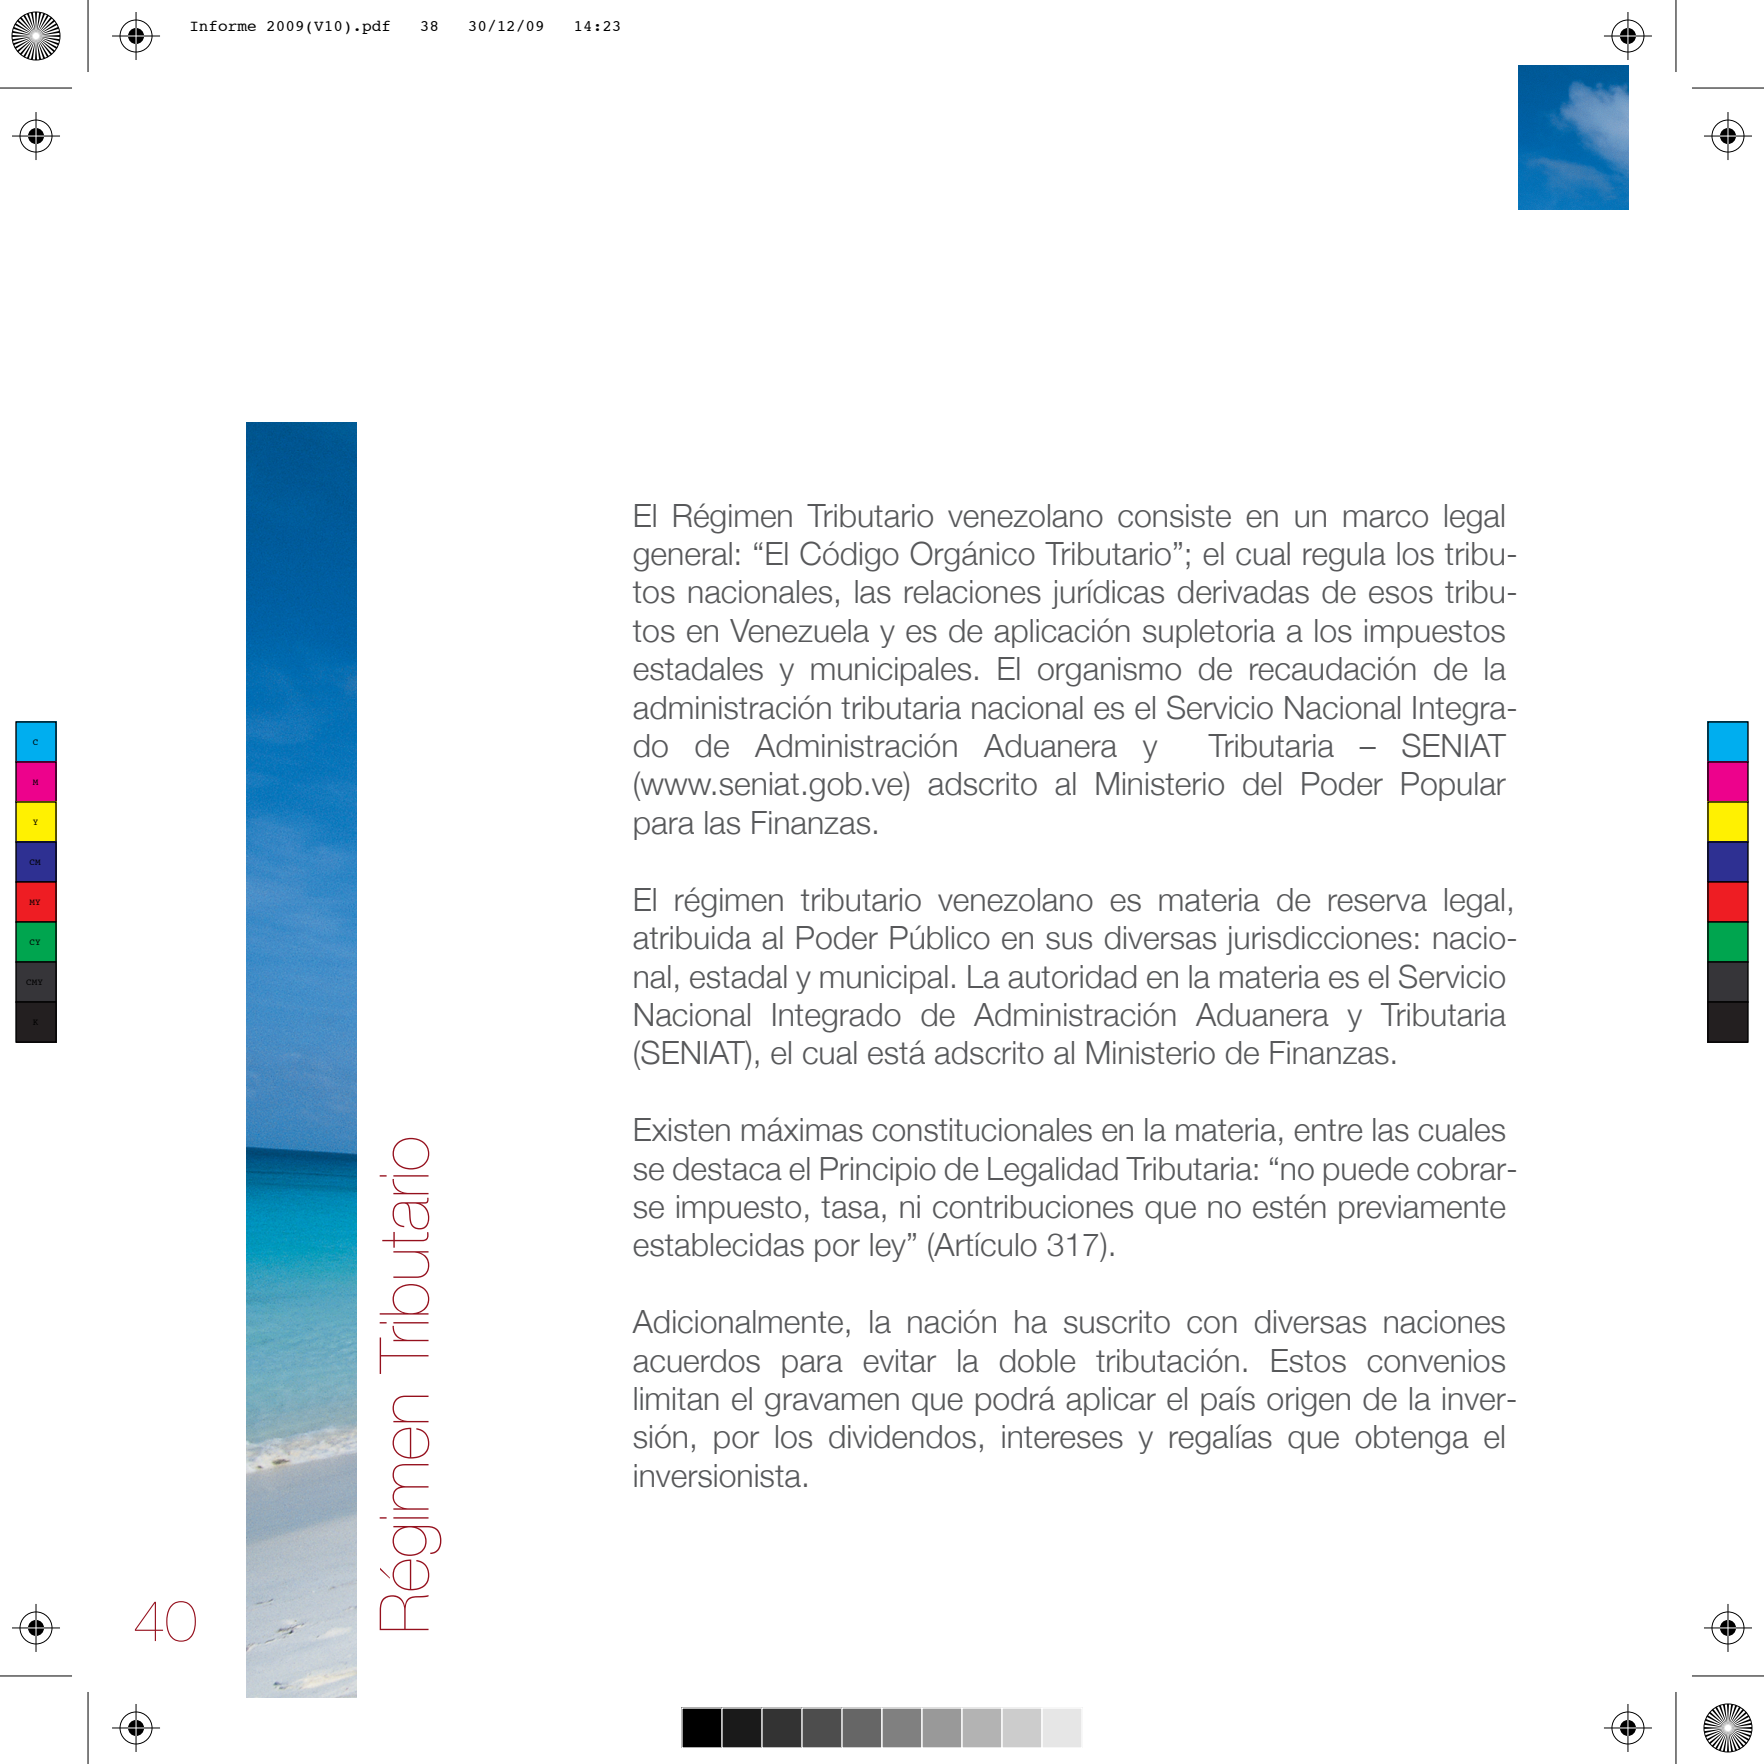 Informe 2009(V10).pdf 38 30/12/09 14:23
El Régimen Tributario venezolano consiste en un marco legal
general: “El Código Orgánico Tributario”; el cual regula los tribu-
tos nacionales, las relaciones jurídicas derivadas de esos tribu-
tos en Venezuela y es de aplicación supletoria a los impuestos
estadales y municipales. El organismo de recaudación de la
administración tributaria nacional es el Servicio Nacional Integra-
do de Administración Aduanera y Tributaria – SENIAT
(www.seniat.gob.ve) adscrito al Ministerio del Poder Popular
para las Finanzas.
El régimen tributario venezolano es materia de reserva legal,
atribuida al Poder Público en sus diversas jurisdicciones: nacio-
nal, estadal y municipal. La autoridad en la materia es el Servicio
Nacional Integrado de Administración Aduanera y Tributaria
(SENIAT), el cual está adscrito al Ministerio de Finanzas.
Existen máximas constitucionales en la materia, entre las cuales
se destaca el Principio de Legalidad Tributaria: “no puede cobrar-
se impuesto, tasa, ni contribuciones que no estén previamente
establecidas por ley” (Artículo 317).
Adicionalmente, la nación ha suscrito con diversas naciones
acuerdos para evitar la doble tributación. Estos convenios
limitan el gravamen que podrá aplicar el país origen de la inver-
sión, por los dividendos, intereses y regalías que obtenga el
inversionista.
Régimen Tributario
40
C
M
Y
CM
MY
CY
CMY
K